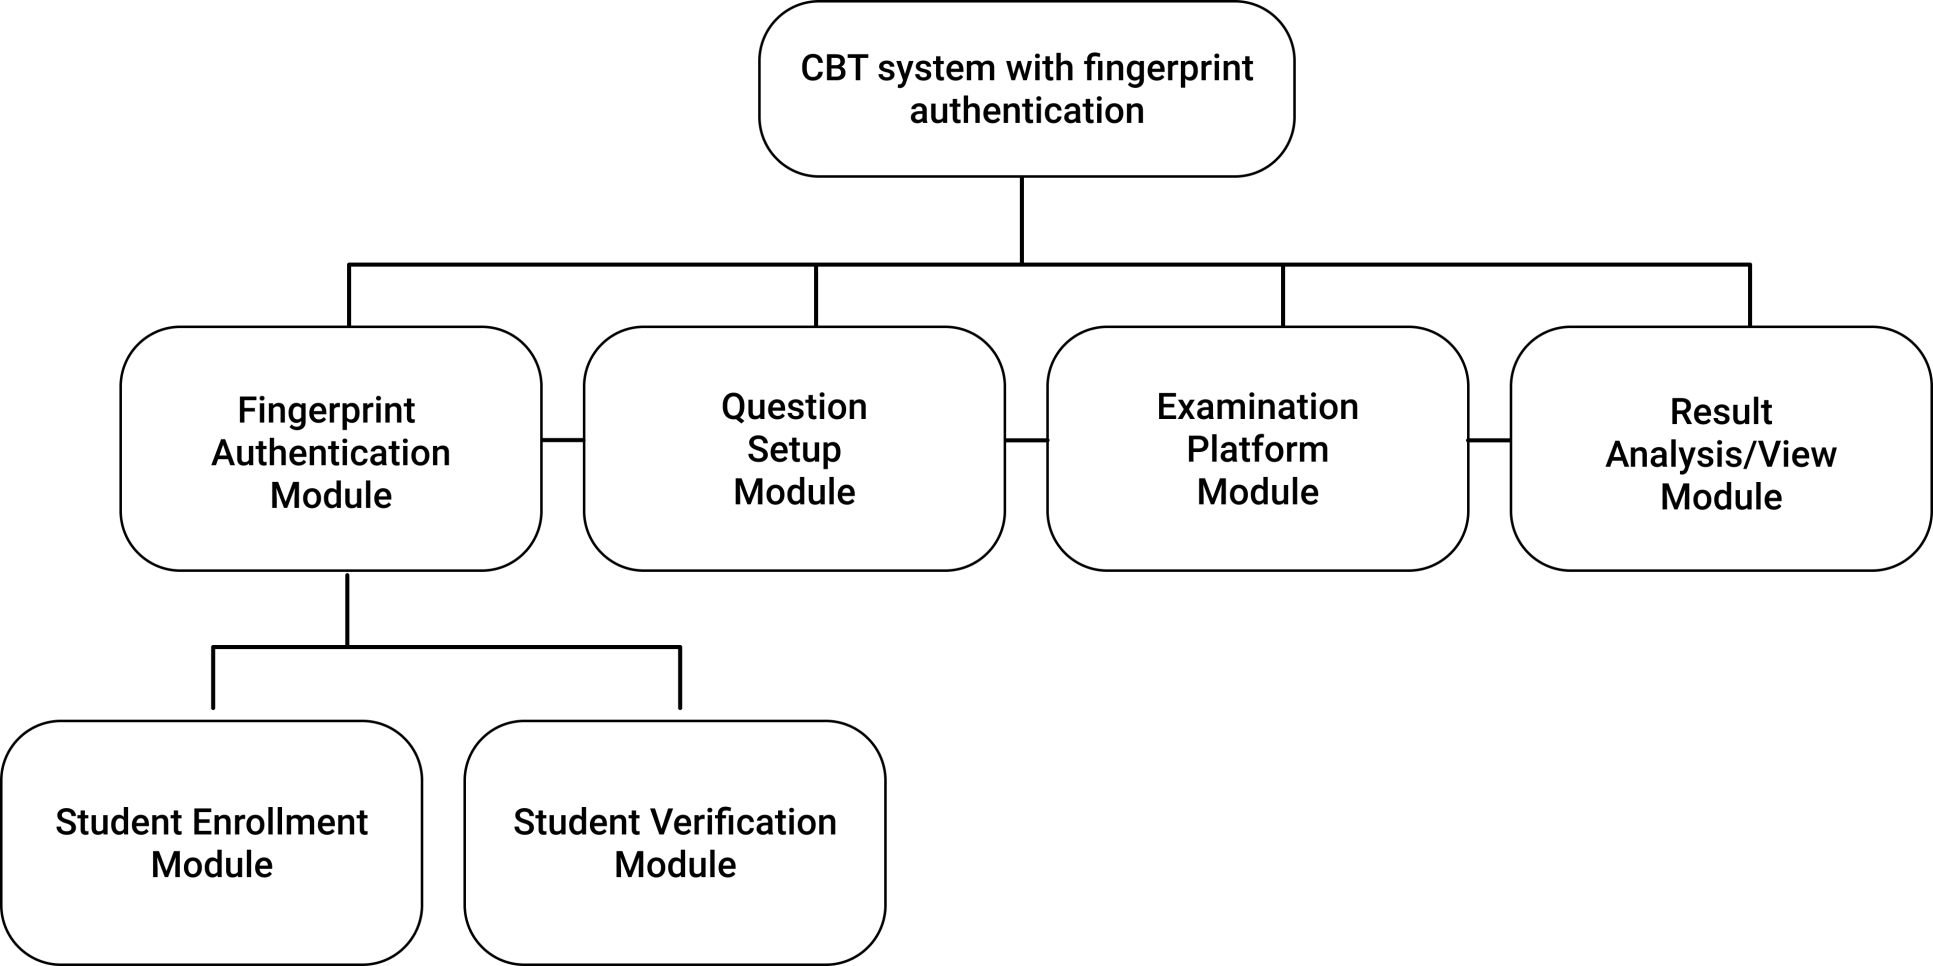 CBT system with fingerprint
authentication
Fingerprint
Authentication
Module
Question
Setup
Module
Examination
Platform
Module
Result
Analysis/View
Module
Student Enrollment
Module
Student Verification
Module